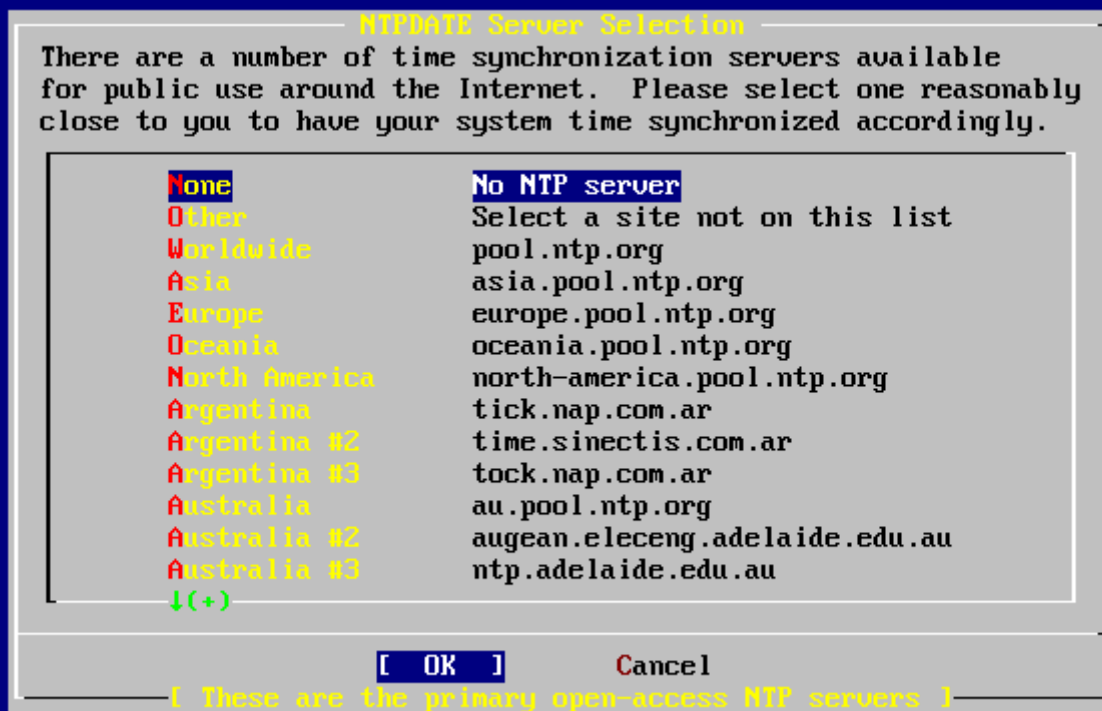 NTPDATE Server Selection
There are a number of time synchronization servers available
for public use around the Internet.  Please select one reasonably
close to you to have your system time synchronized accordingly.
None No NTP server
Other Select a site not on this list
Worldwide pool.ntp.org
Asia asia.pool.ntp.org
Europe europe.pool.ntp.org
Oceania oceania.pool.ntp.org
North America north-america.pool.ntp.org
Argentina tick.nap.com.ar
Argentina #2 time.sinectis.com.ar
Argentina #3 tock.nap.com.ar
Australia au.pool.ntp.org
Australia #2 augean.eleceng.adelaide.edu.au
Australia #3 ntp.adelaide.edu.au
↓(+)
[ OK ] Cancel
[ These are the primary open-access NTP servers ]